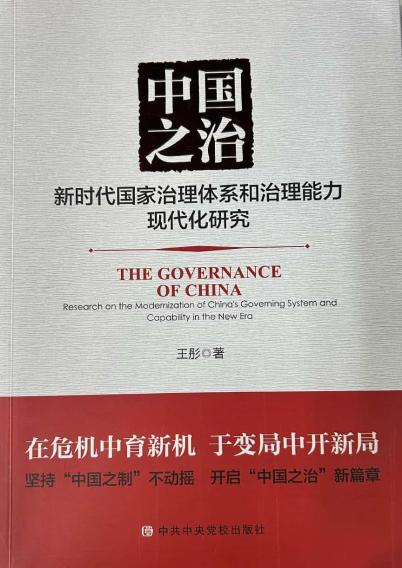 中国
之治
新时代国家治理体系和治理能力
现代化研究
THE GOVERNANCE
OF CHINA
Research on the Modernization of China's Governing System and
Capability in the New Era
王彤◎著
在危机中育新机 于变局中开新局
坚持“中国之制”不动摇 开启“中国之治”新篇章
中共中央党校出版社